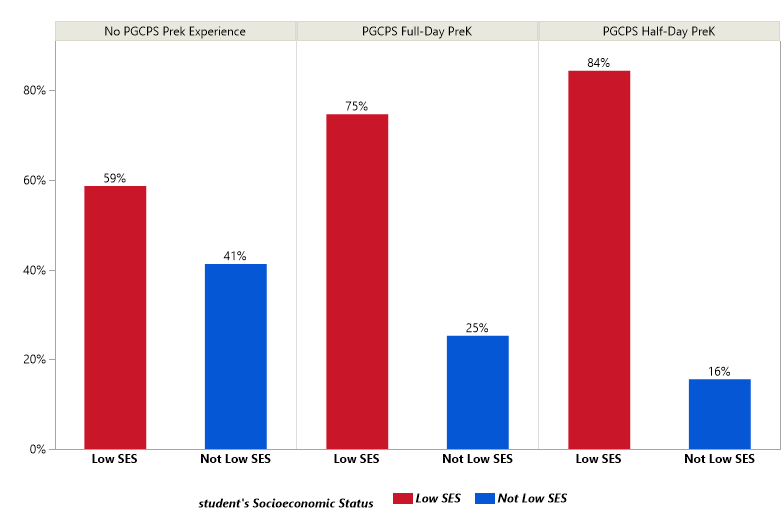 No PGCPS Prek Experience
PGCPS Full-Day PreK
PGCPS Half-Day PreK
80%
60%
40%
20%
0%
59%
41%
75%
25%
84%
16%
Low SES
Not Low SES
Low SES
Not Low SES
Low SES
Not Low SES
student's Socioeconomic Status Low SES Not Low SES